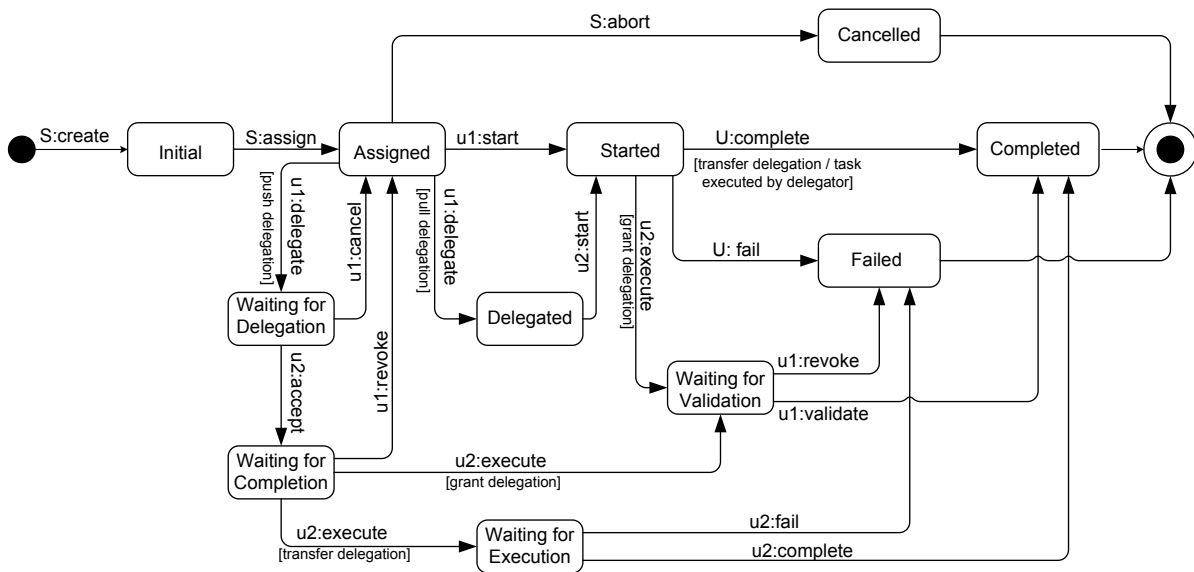 S:abort
Cancelled
S:create
Initial
S:assign
Assigned
u1:start
Started
U:complete
[transfer delegation / task
executed by delegator]
Completed
u1:delegate
[push delegation]
u1:cancel
u1:revoke
u1:delegate
[pull delegation]
u2:start
u2:execute
[grant delegation]
U: fail
Failed
Waiting for
Delegation
Delegated
u2:accept
Waiting for
Validation
u1:revoke
u1:validate
Waiting for
Completion
u2:execute
[grant delegation]
u2:execute
[transfer delegation]
Waiting for
Execution
u2:fail
u2:complete